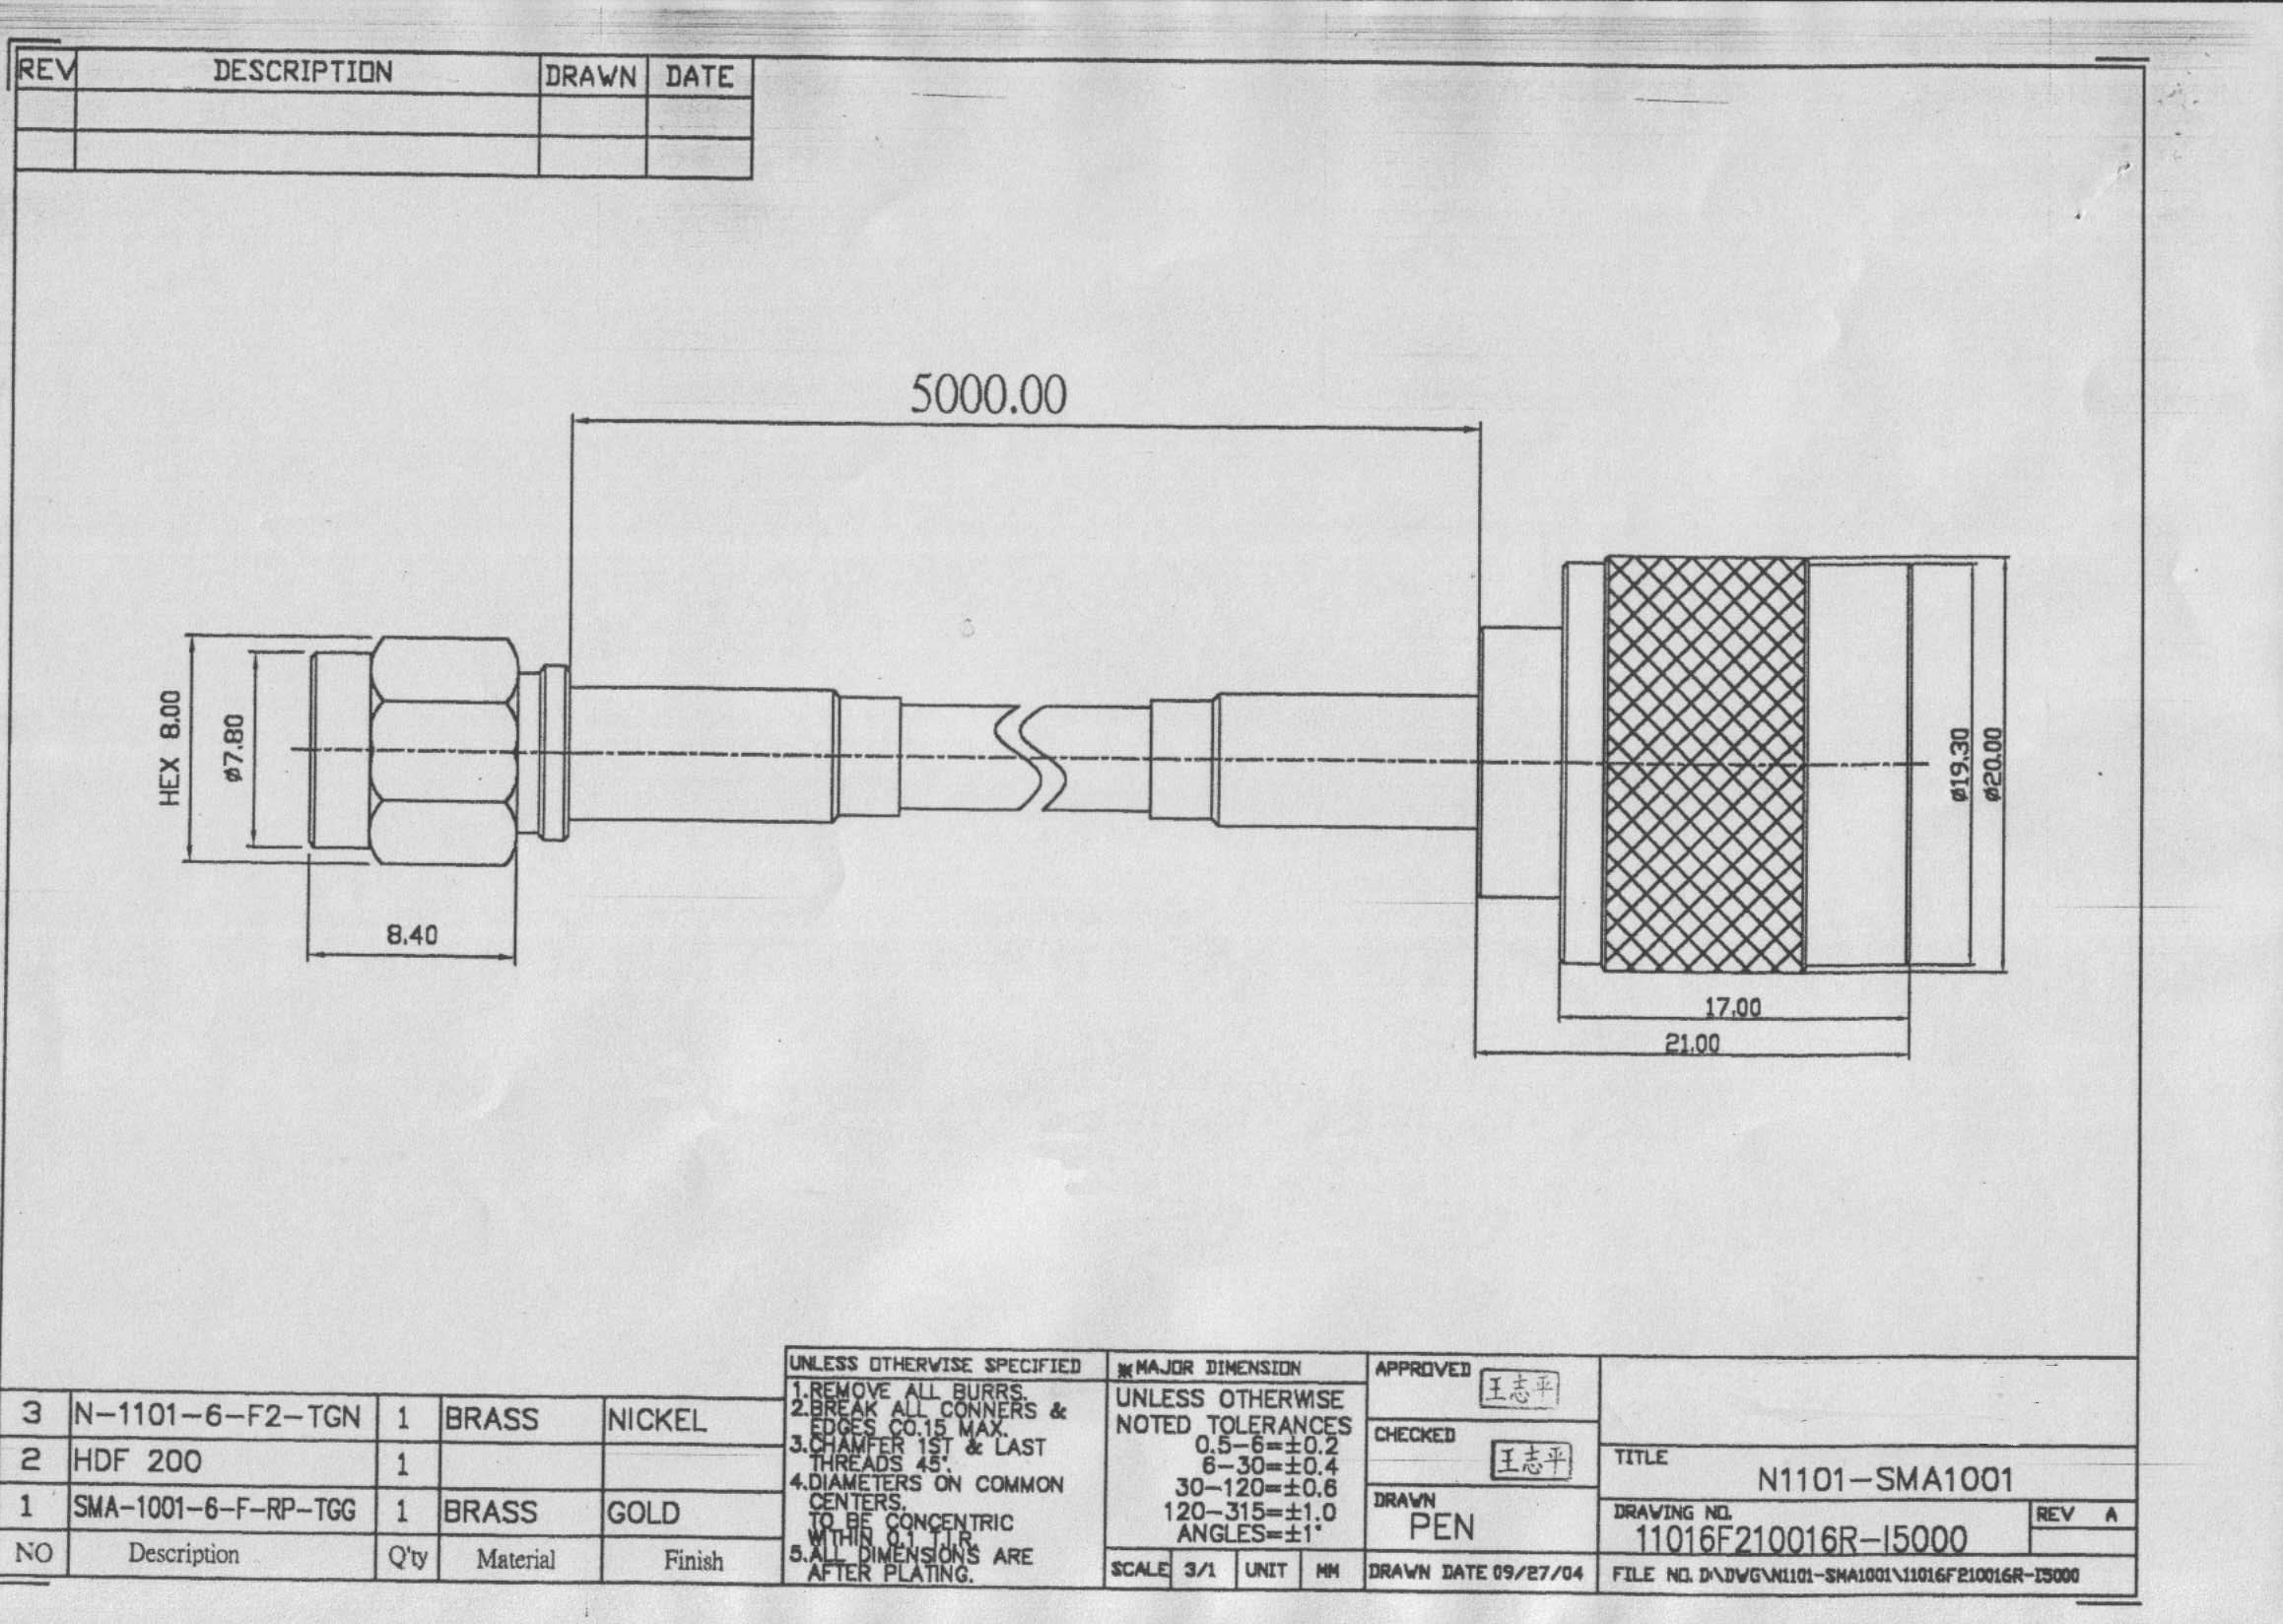 REV DESCRIPTION DRAWN DATE
5000.00
HEX 8.00
ø7.80
8.40
ø19.30
ø20.00
17.00
21.00
3 N-1101-6-F2-TGN 1 BRASS NICKEL
2 HDF 200 1
1 SMA-1001-6-F-RP-TGG 1 BRASS GOLD
NO Description Q'ty Material Finish
UNLESS OTHERWISE SPECIFIED
1.REMOVE ALL BURRS.
2.BREAK ALL CONNERS &
EDGES CO.15 MAX.
3.CHAMFER 1ST & LAST
THREADS 45°.
4.DIAMETERS ON COMMON
CENTERS.
TO BE CONCENTRIC
WITHIN 0.1 T.I.R.
5.ALL DIMENSIONS ARE
AFTER PLATING.
※MAJOR DIMENSION
UNLESS OTHERWISE
NOTED TOLERANCES
0.5-6=±0.2
6-30=±0.4
30-120=±0.6
120-315=±1.0
ANGLES=±1°
SCALE 3/1 UNIT MM
APPROVED 王志平
CHECKED 王志平
DRAWN
PEN
DRAWN DATE 09/27/04
TITLE
N1101-SMA1001
DRAWING NO.
11016F210016R-I5000
REV A
FILE NO. D:\DWG\N1101-SMA1001\11016F210016R-I5000